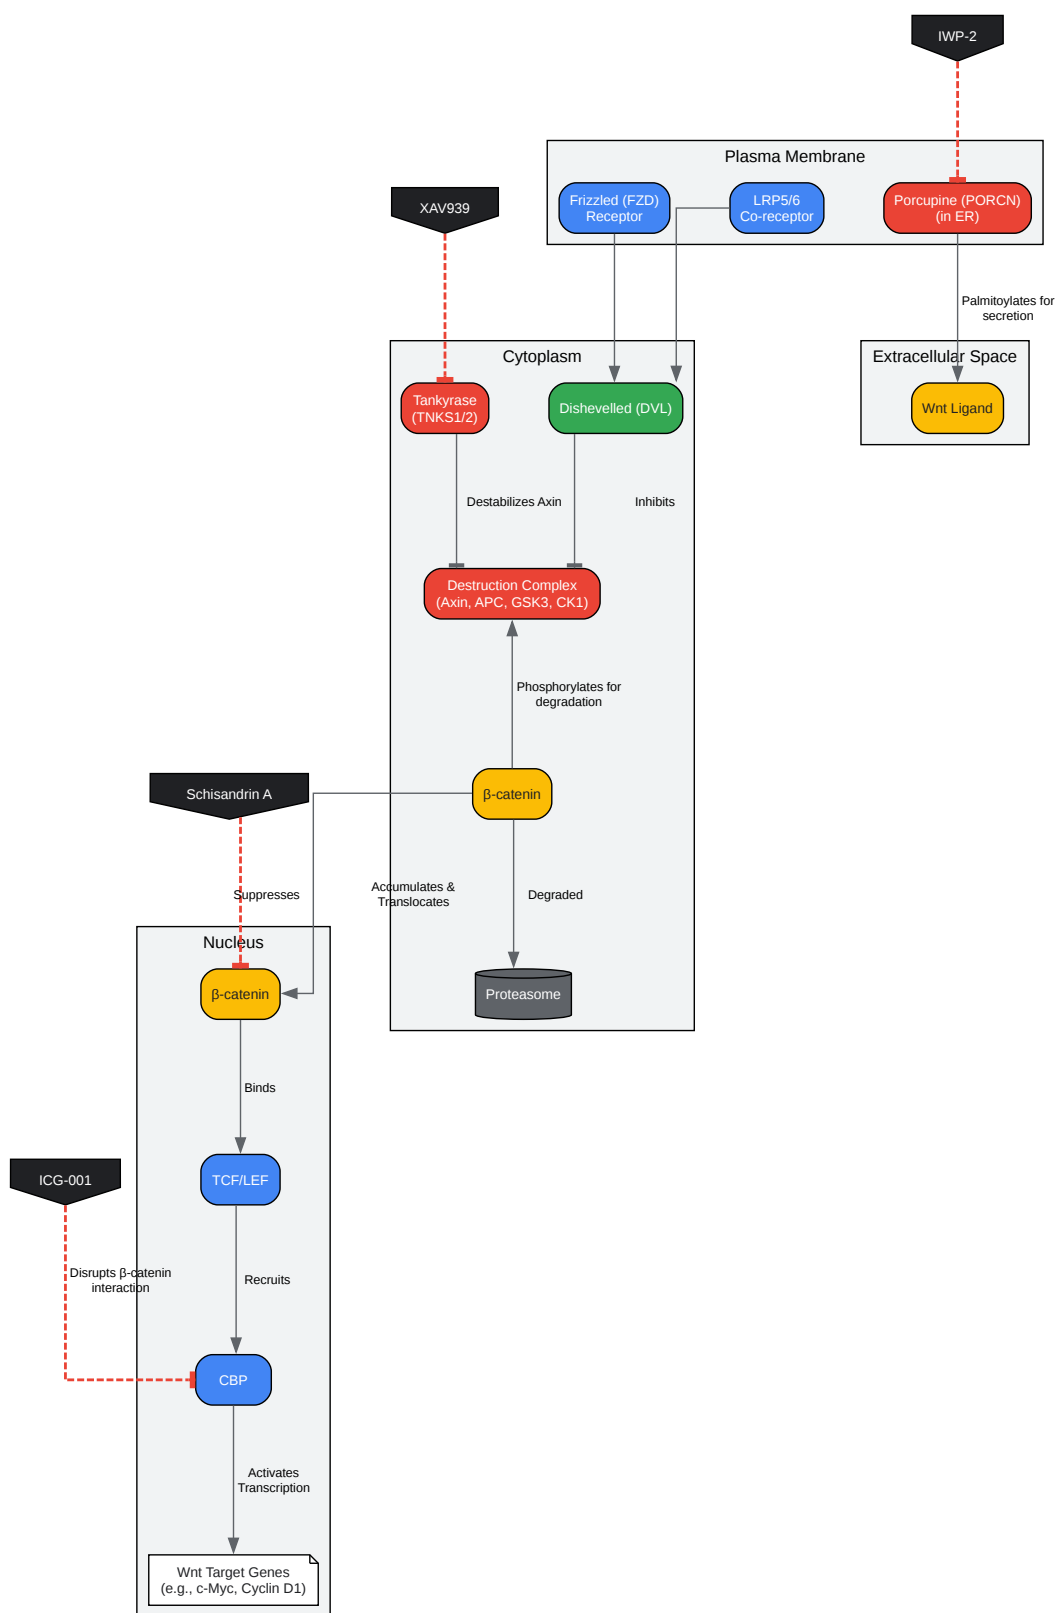 IWP-2
Plasma Membrane
Frizzled (FZD)
Receptor
LRP5/6
Co-receptor
Porcupine (PORCN)
(in ER)
XAV939
Palmitoylates for
secretion
Cytoplasm
Extracellular Space
Tankyrase
(TNKS1/2)
Dishevelled (DVL)
Wnt Ligand
Destabilizes Axin
Inhibits
Destruction Complex
(Axin, APC, GSK3, CK1)
Phosphorylates for
degradation
Schisandrin A
β-catenin
Suppresses
Accumulates &
Translocates
Degraded
Nucleus
β-catenin
Proteasome
Binds
ICG-001
TCF/LEF
Disrupts β-catenin
interaction
Recruits
CBP
Activates
Transcription
Wnt Target Genes
(e.g., c-Myc, Cyclin D1)